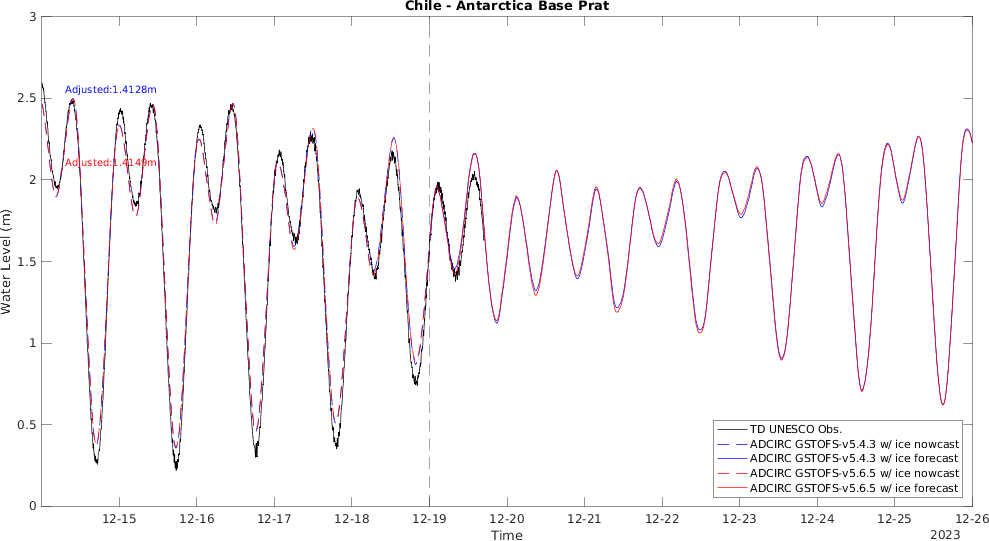 Chile - Antarctica Base Prat
3
2.5
2
1.5
1
0.5
0
Water Level (m)
Adjusted:1.4128m
Adjusted:1.4149m
TD UNESCO Obs.
ADCIRC GSTOFS-v5.4.3 w/ ice nowcast
ADCIRC GSTOFS-v5.4.3 w/ ice forecast
ADCIRC GSTOFS-v5.6.5 w/ ice nowcast
ADCIRC GSTOFS-v5.6.5 w/ ice forecast
12-15 12-16 12-17 12-18 12-19 12-20 12-21 12-22 12-23 12-24 12-25 12-26
Time
2023